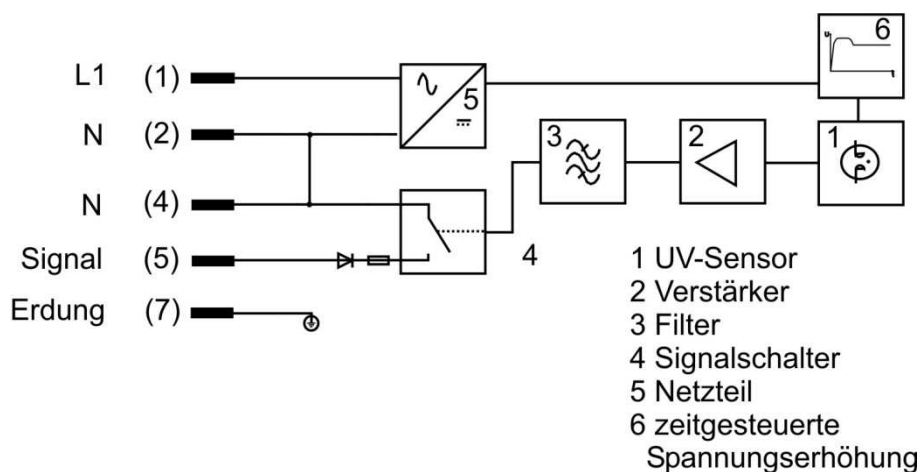 L1 (1)
N (2)
N (4)
Signal (5)
Erdung (7)
5
6
U
t
3
2
1
4
1 UV-Sensor
2 Verstärker
3 Filter
4 Signalschalter
5 Netzteil
6 zeitgesteuerte
Spannungserhöhung